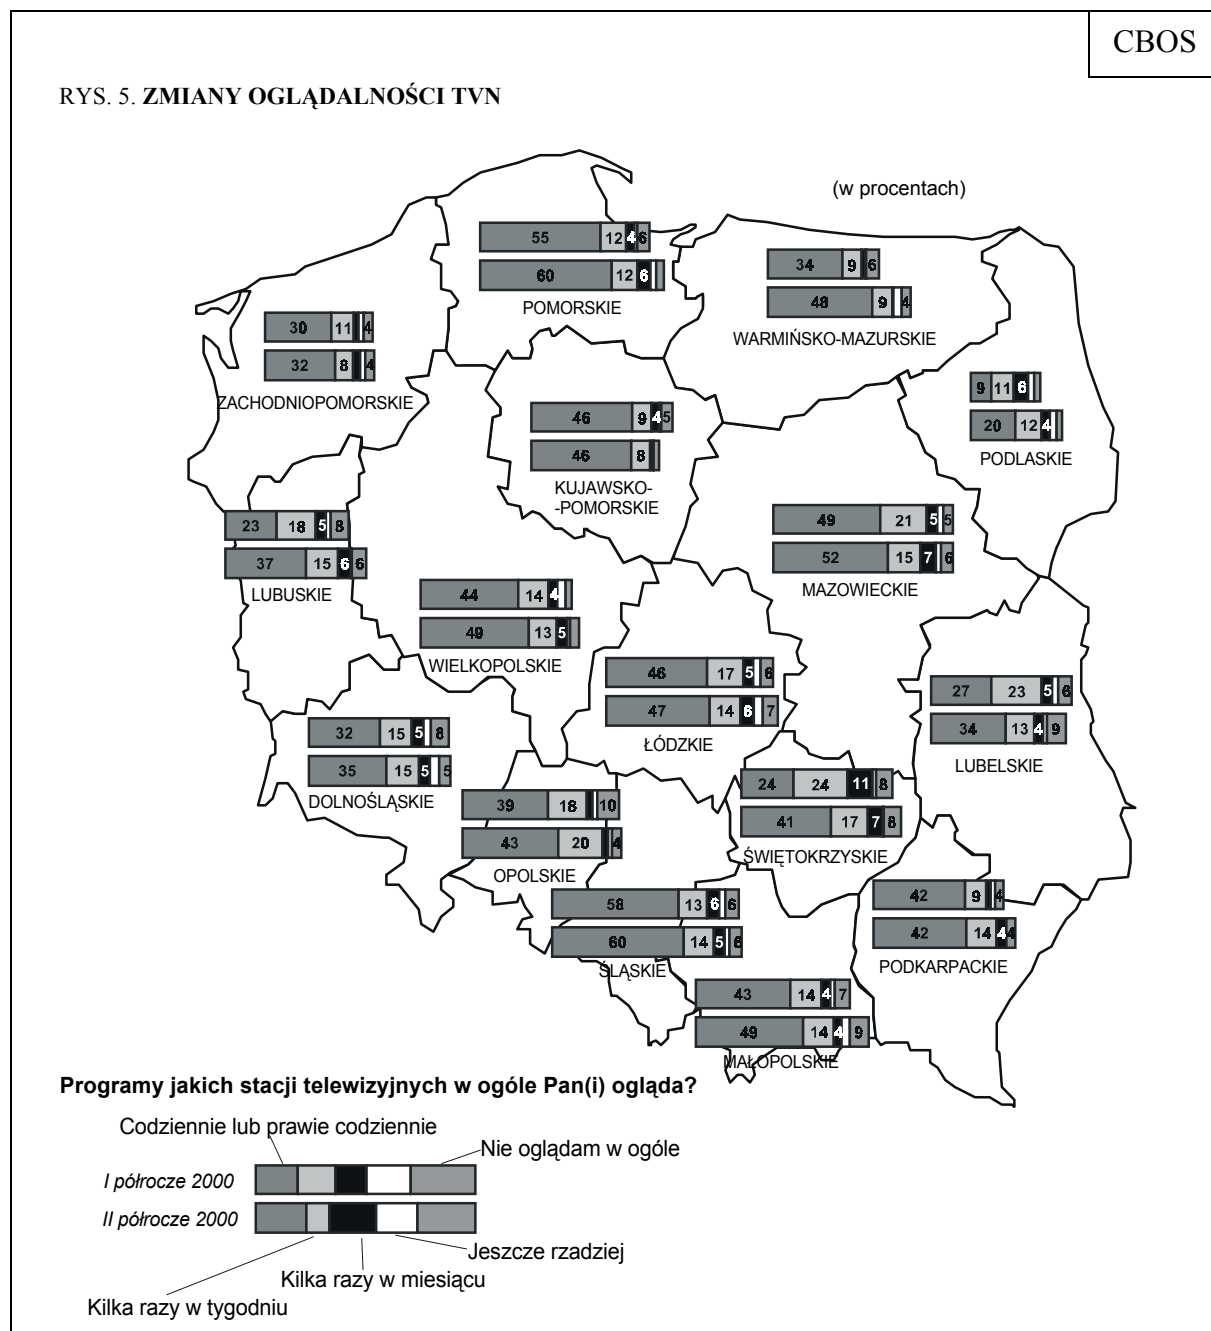 CBOS
RYS. 5. ZMIANY OGLĄDALNOŚCI TVN
(w procentach)
55 12 4 6
60 12 6
POMORSKIE
34 9 6
48 9 4
WARMIŃSKO-MAZURSKIE
30 11 4
32 8 4
ZACHODNIOPOMORSKIE
9 11 6
20 12 4
PODLASKIE
46 9 4 5
46 8
KUJAWSKO-
-POMORSKIE
23 18 5 8
37 15 6 6
LUBUSKIE
49 21 5 5
52 15 7 6
MAZOWIECKIE
44 14 4
49 13 5
WIELKOPOLSKIE
46 17 5 6
47 14 6 7
ŁÓDZKIE
27 23 5 6
34 13 4 9
LUBELSKIE
32 15 5 8
35 15 5 5
DOLNOŚLĄSKIE
24 24 11 8
41 17 7 8
ŚWIĘTOKRZYSKIE
39 18 10
43 20 4
OPOLSKIE
58 13 6 6
60 14 5 6
ŚLĄSKIE
42 9 4
42 14 4 4
PODKARPACKIE
43 14 4 7
49 14 4 9
MAŁOPOLSKIE
Programy jakich stacji telewizyjnych w ogóle Pan(i) ogląda?
Codziennie lub prawie codziennie
Nie oglądam w ogóle
I półrocze 2000
II półrocze 2000
Jeszcze rzadziej
Kilka razy w miesiącu
Kilka razy w tygodniu